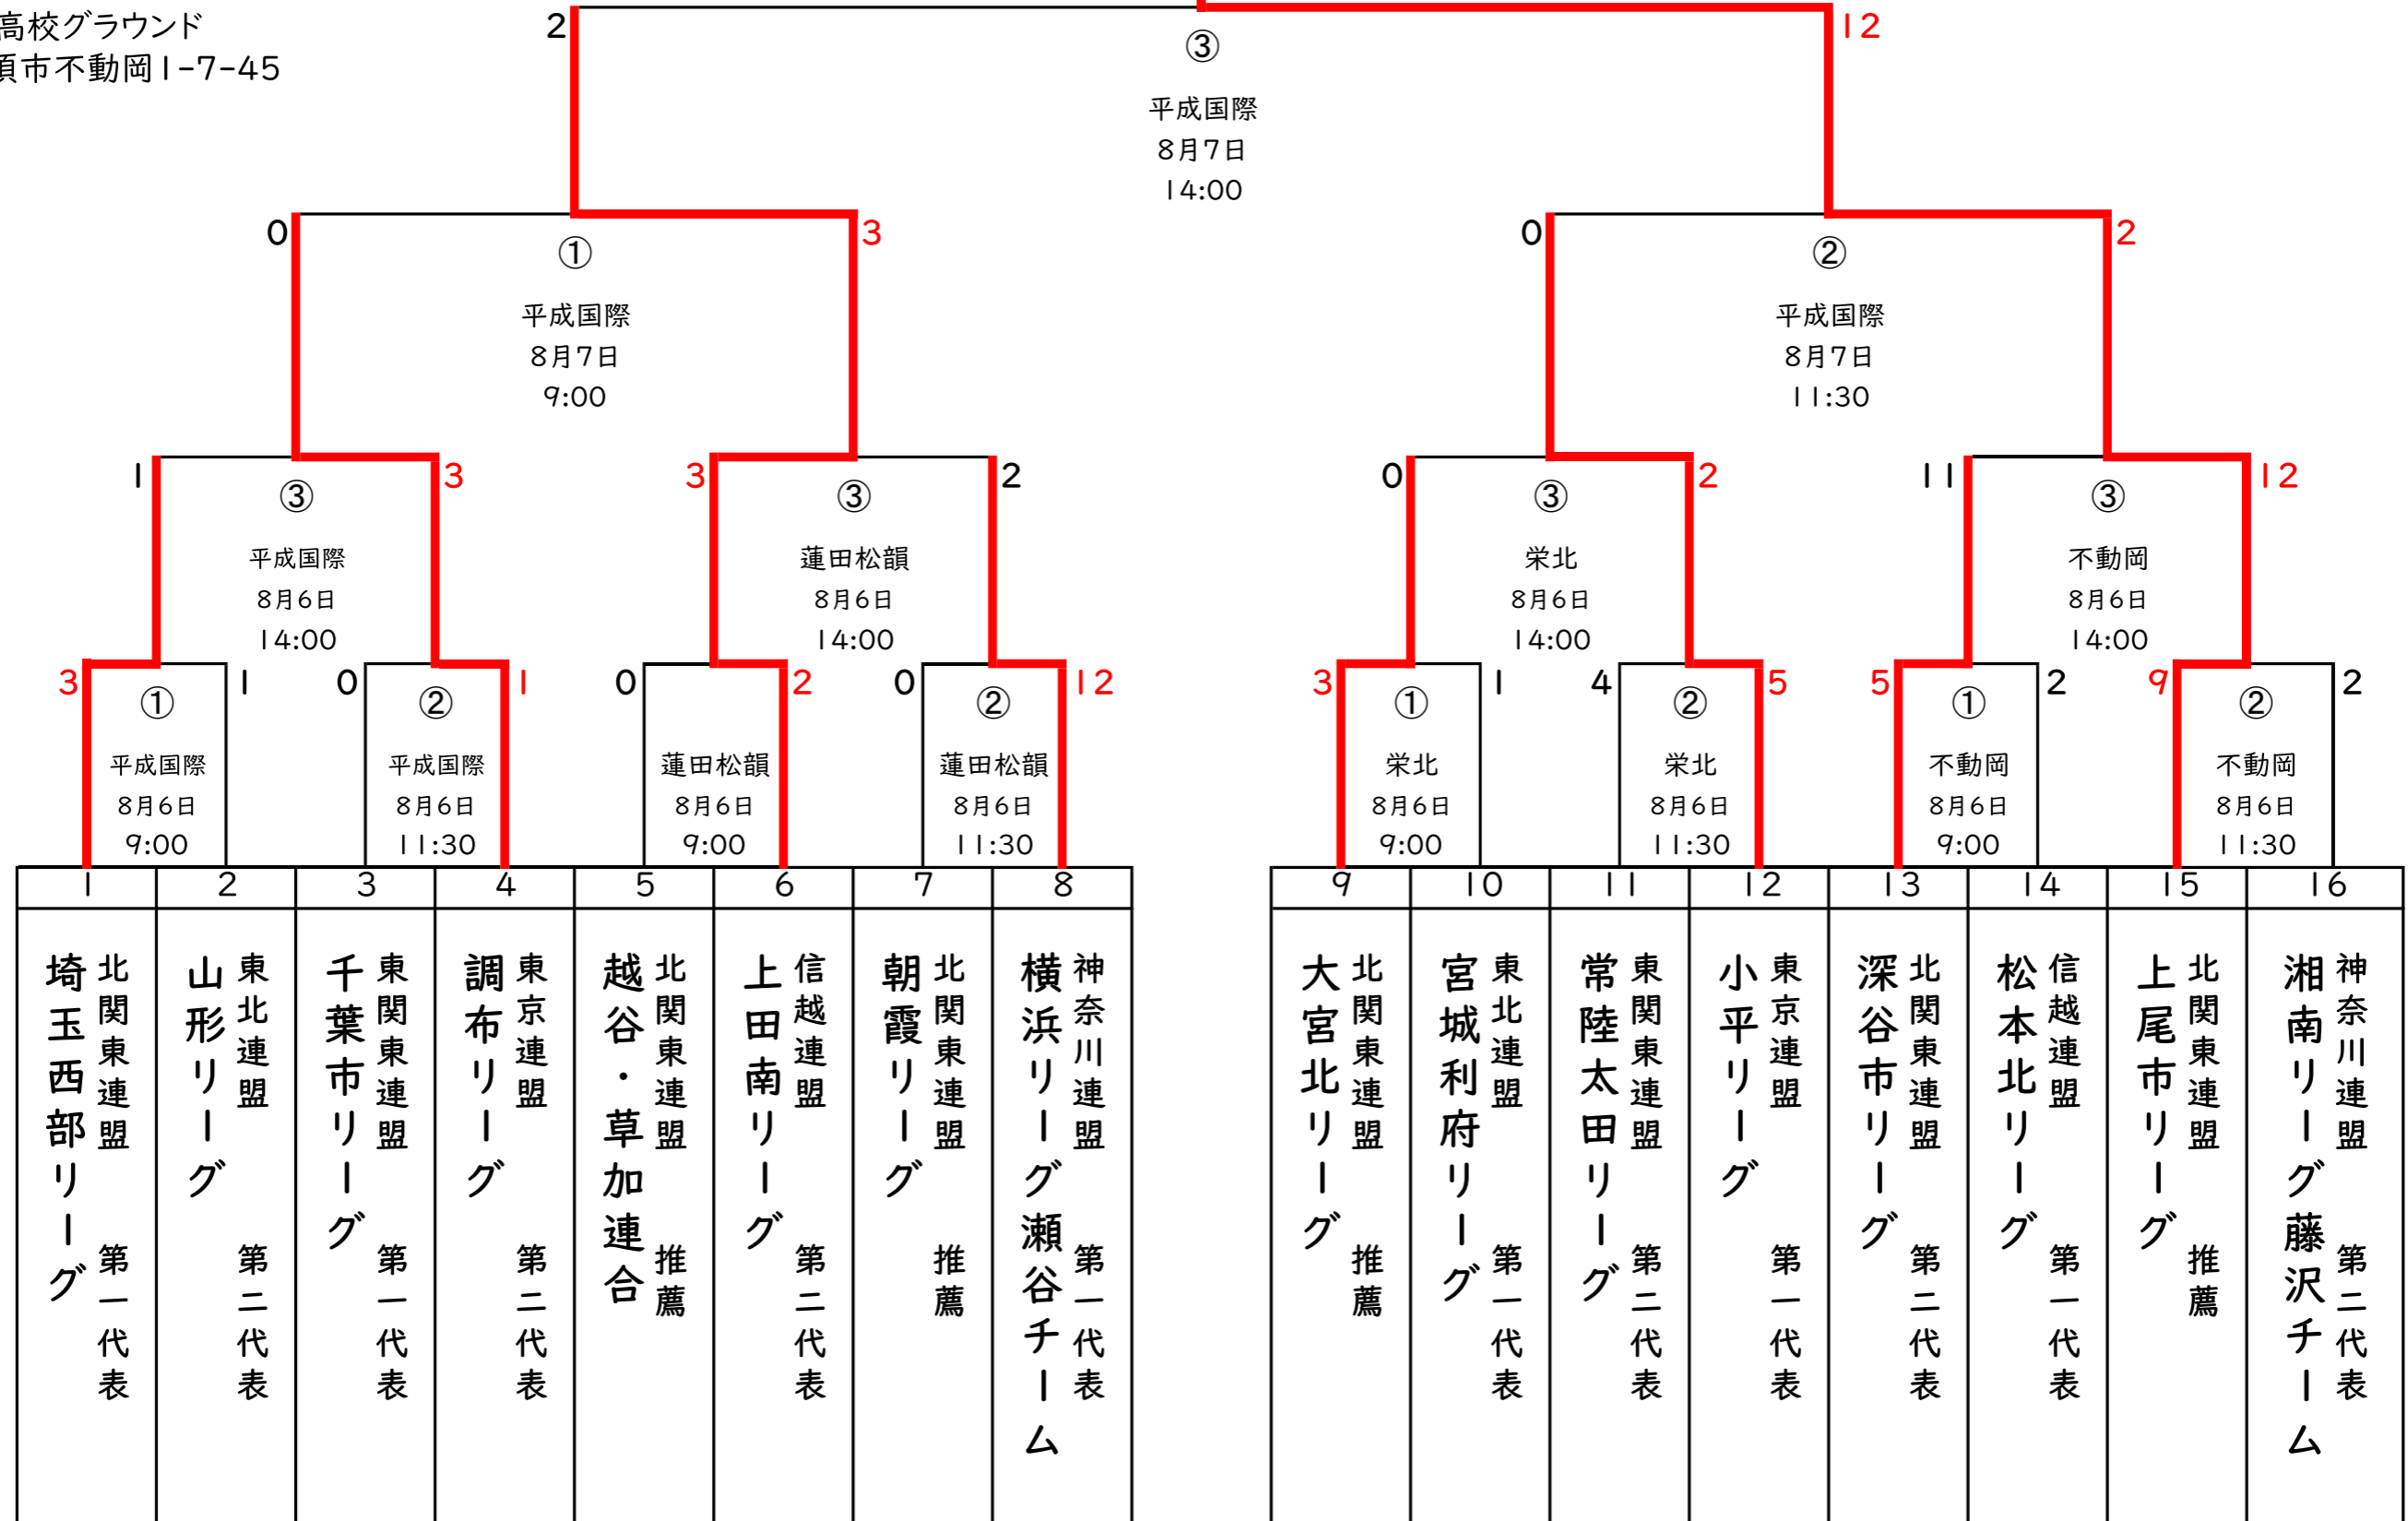 高校グラウンド
市不動岡1-7-45
2
12
③
平成国際
8月7日
14:00
0
3
①
平成国際
8月7日
9:00
0
2
②
平成国際
8月7日
11:30
1
3
③
平成国際
8月6日
14:00
3
2
③
蓮田松韻
8月6日
14:00
0
2
③
栄北
8月6日
14:00
11
12
③
不動岡
8月6日
14:00
3
1
①
平成国際
8月6日
9:00
0
1
②
平成国際
8月6日
11:30
0
2
①
蓮田松韻
8月6日
9:00
0
12
②
蓮田松韻
8月6日
11:30
3
1
①
栄北
8月6日
9:00
4
5
②
栄北
8月6日
11:30
5
2
①
不動岡
8月6日
9:00
9
2
②
不動岡
8月6日
11:30
1
北関東連盟 第一代表
埼玉西部リーグ
2
東北連盟 第二代表
山形リーグ
3
東関東連盟 第一代表
千葉市リーグ
4
東京連盟 第二代表
調布リーグ
5
北関東連盟 推薦
越谷・草加連合
6
信越連盟 第二代表
上田南リーグ
7
北関東連盟 推薦
朝霞リーグ
8
神奈川連盟 第一代表
横浜リーグ瀬谷チーム
9
北関東連盟 推薦
大宮北リーグ
10
東北連盟 第一代表
宮城利府リーグ
11
東関東連盟 第二代表
常陸太田リーグ
12
東京連盟 第一代表
小平リーグ
13
北関東連盟 第二代表
深谷市リーグ
14
信越連盟 第一代表
松本北リーグ
15
北関東連盟 推薦
上尾市リーグ
16
神奈川連盟 第二代表
湘南リーグ藤沢チーム